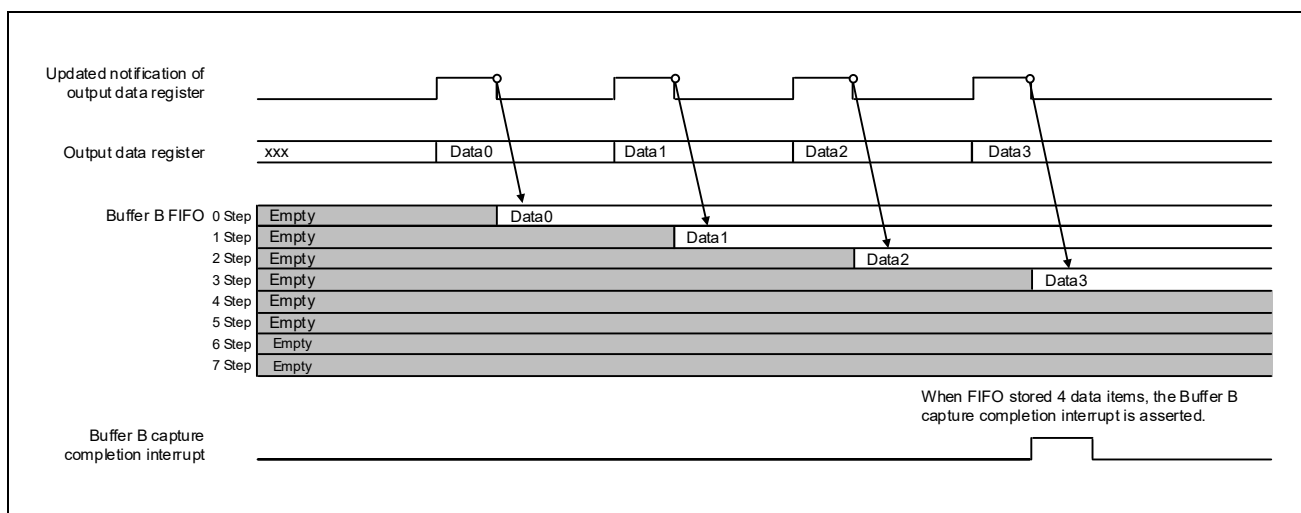 Updated notification of
output data register
Output data register xxx Data0 Data1 Data2 Data3
Buffer B FIFO 0 Step Empty Data0
1 Step Empty Data1
2 Step Empty Data2
3 Step Empty Data3
4 Step Empty
5 Step Empty
6 Step Empty
7 Step Empty
When FIFO stored 4 data items, the Buffer B
capture completion interrupt is asserted.
Buffer B capture
completion interrupt